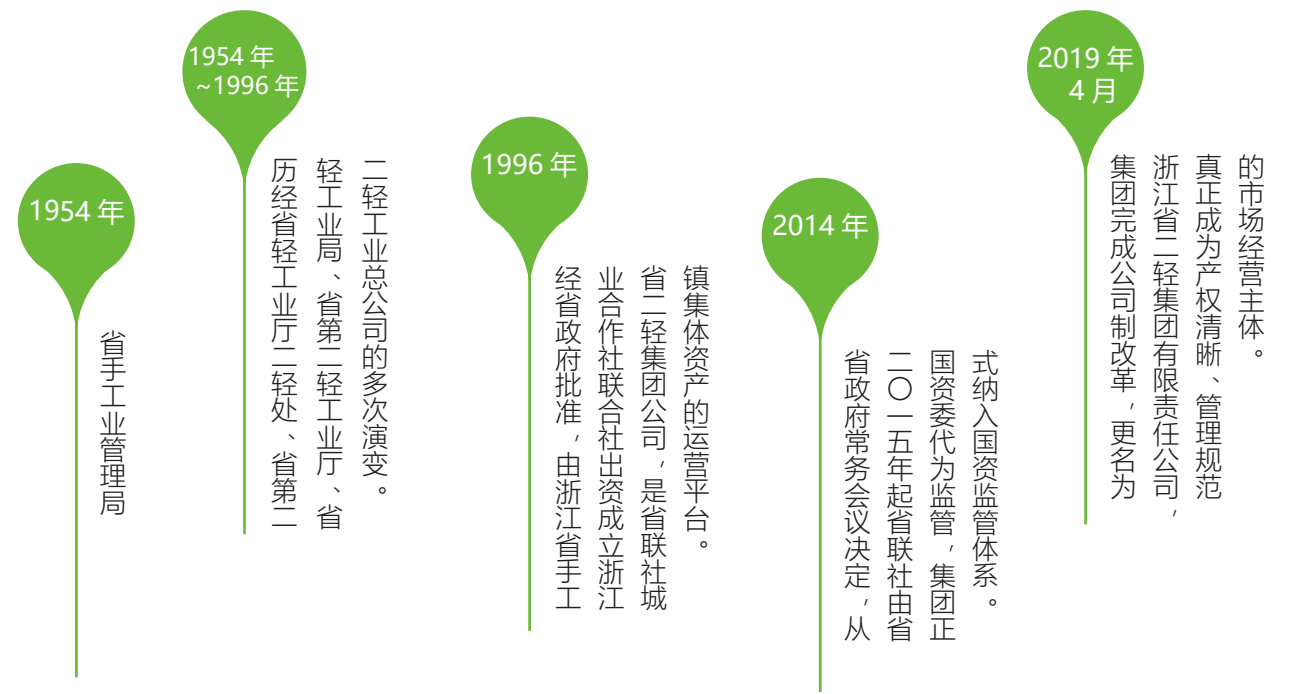 1954 年
省手工业管理局
1954 年
~1996 年
历经省轻工业厅二轻处、省第二
轻工业局、省第二轻工业厅、省
二轻工业总公司的多次演变。
1996 年
经省政府批准，由浙江省手工
业合作社联合社出资成立浙江
省二轻集团公司，是省联社城
镇集体资产的运营平台。
2014 年
省政府常务会议决定，从
二〇一五年起省联社由省
国资委代为监管，集团正
式纳入国资监管体系。
2019 年
4 月
集团完成公司制改革，更名为
浙江省二轻集团有限责任公司，
真正成为产权清晰、管理规范
的市场经营主体。